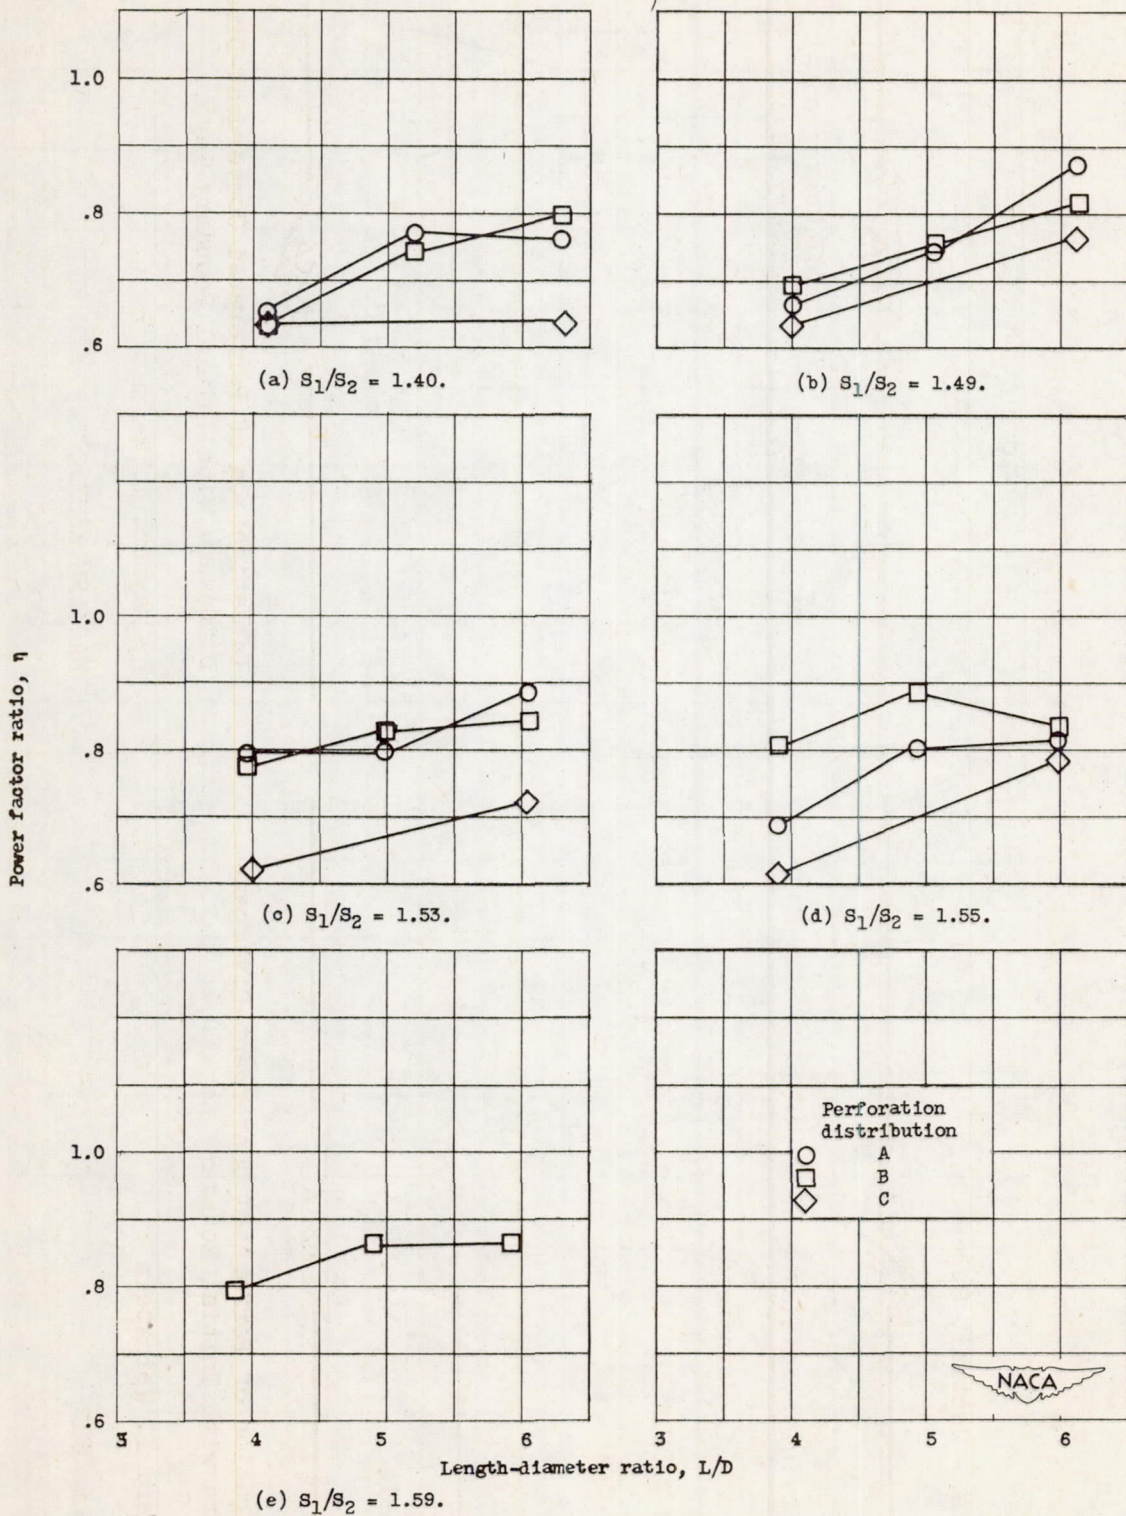 1.0
.8
.6
(a) S1/S2 = 1.40.
(b) S1/S2 = 1.49.
Power factor ratio, η
1.0
.8
.6
(c) S1/S2 = 1.53.
(d) S1/S2 = 1.55.
1.0
.8
.6
3 4 5 6
Perforation
distribution
A
B
C
NACA
3 4 5 6
Length-diameter ratio, L/D
(e) S1/S2 = 1.59.